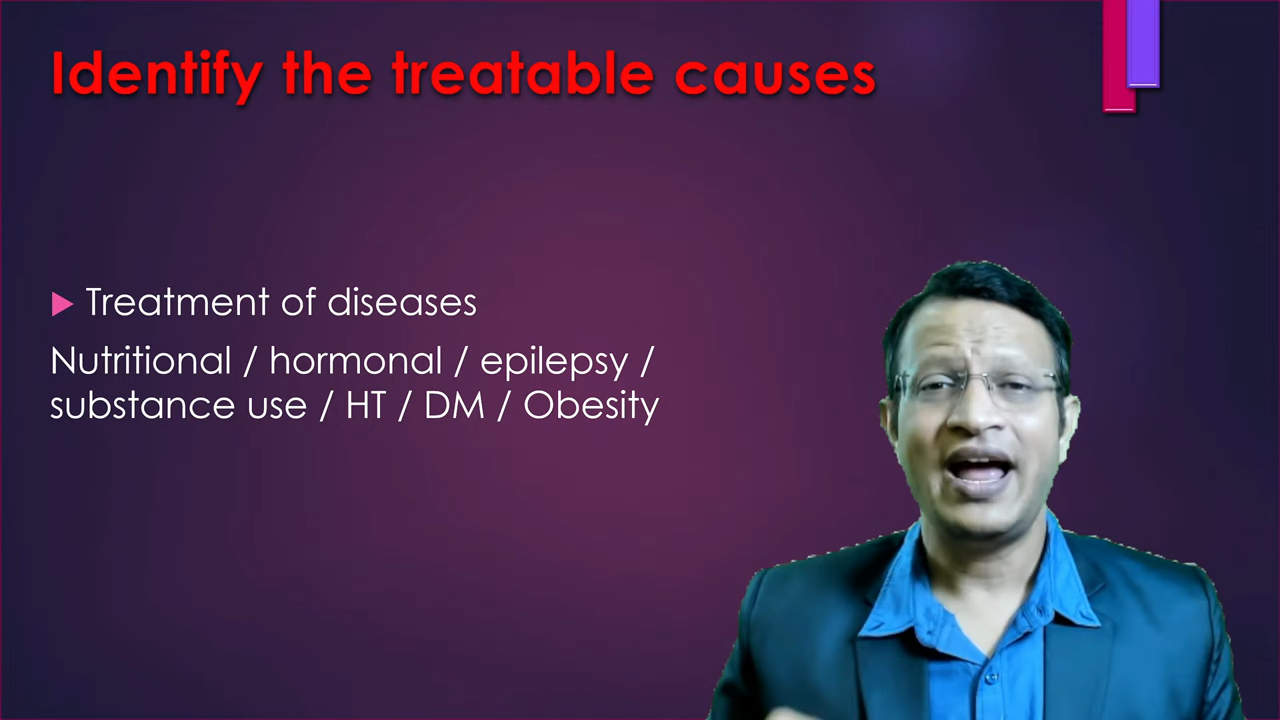 Identify the treatable causes
Treatment of diseases
Nutritional / hormonal / epilepsy /
substance use / HT / DM / Obesity